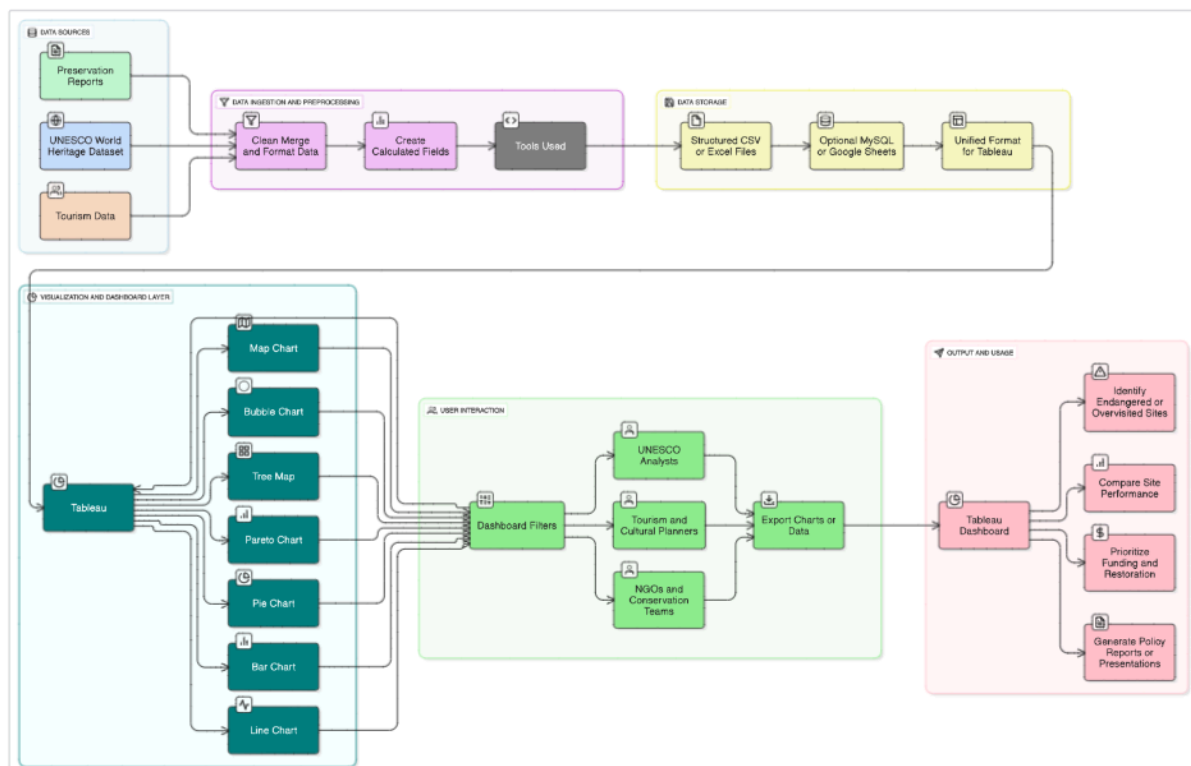 DATA SOURCES
Preservation
Reports
UNESCO World
Heritage Dataset
Tourism Data
DATA INGESTION AND PREPROCESSING
Clean Merge
and Format Data
Create
Calculated Fields
Tools Used
DATA STORAGE
Structured CSV
or Excel Files
Optional MySQL
or Google Sheets
Unified Format
for Tableau
VISUALIZATION AND DASHBOARD LAYER
Tableau
Map Chart
Bubble Chart
Tree Map
Pareto Chart
Pie Chart
Bar Chart
Line Chart
USER INTERACTION
Dashboard Filters
UNESCO
Analysts
Tourism and
Cultural Planners
NGOs and
Conservation
Teams
Export Charts or
Data
OUTPUT AND USAGE
Tableau
Dashboard
Identify
Endangered or
Overvisited Sites
Compare Site
Performance
Prioritize
Funding and
Restoration
Generate Policy
Reports or
Presentations